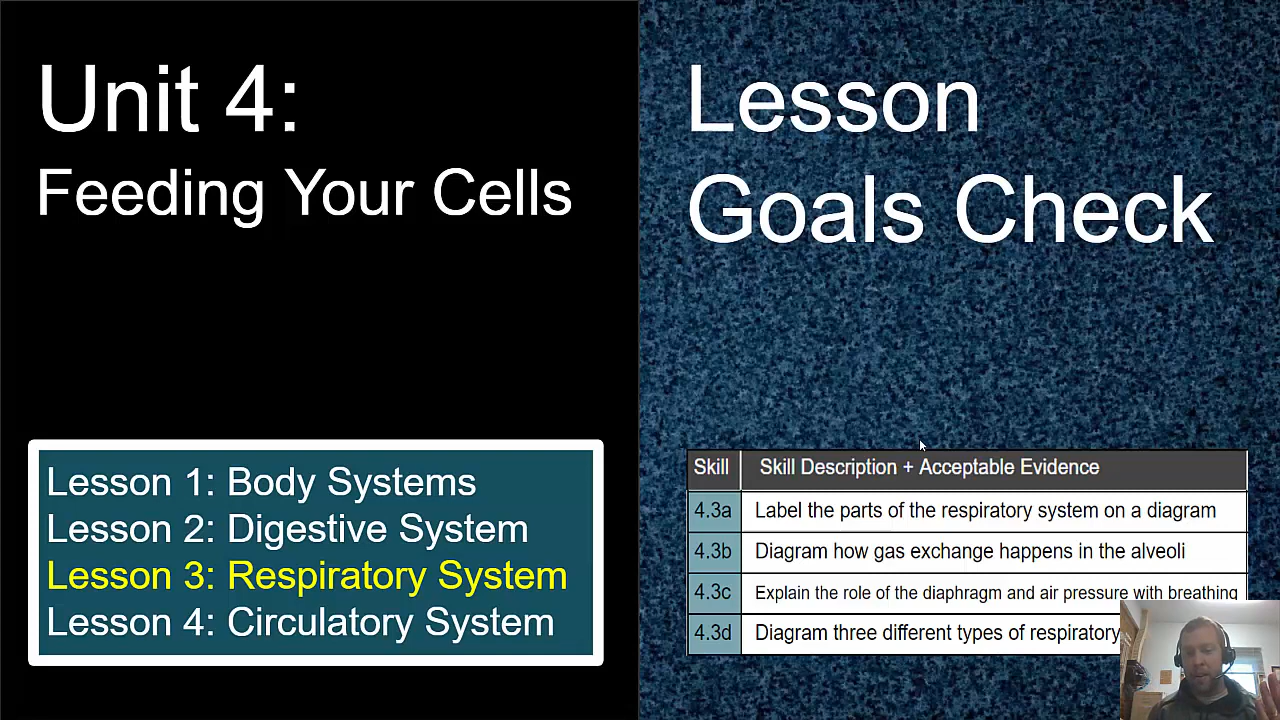 Unit 4:
Feeding Your Cells
Lesson 1: Body Systems
Lesson 2: Digestive System
Lesson 3: Respiratory System
Lesson 4: Circulatory System
Lesson
Goals Check
Skill Skill Description + Acceptable Evidence
4.3a Label the parts of the respiratory system on a diagram
4.3b Diagram how gas exchange happens in the alveoli
4.3c Explain the role of the diaphragm and air pressure with breathing
4.3d Diagram three different types of respiratory